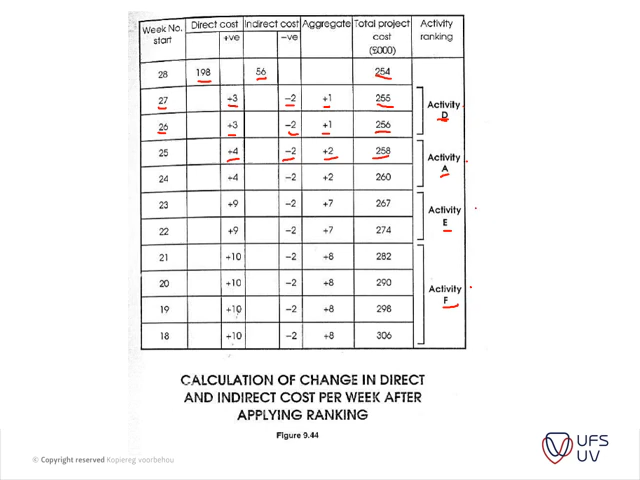 Week No. start | Direct cost +ve | Indirect cost −ve | Aggregate | Total project cost (£000) | Activity ranking
28 | 198 | 56 | 254
27 | +3 | −2 | +1 | 255
26 | +3 | −2 | +1 | 256
Activity D
25 | +4 | −2 | +2 | 258
24 | +4 | −2 | +2 | 260
Activity A
23 | +9 | −2 | +7 | 267
22 | +9 | −2 | +7 | 274
Activity E
21 | +10 | −2 | +8 | 282
20 | +10 | −2 | +8 | 290
19 | +10 | −2 | +8 | 298
18 | +10 | −2 | +8 | 306
Activity F
CALCULATION OF CHANGE IN DIRECT
AND INDIRECT COST PER WEEK AFTER
APPLYING RANKING
Figure 9.44
© Copyright reserved Kopiereg voorbehou
UFS
UV